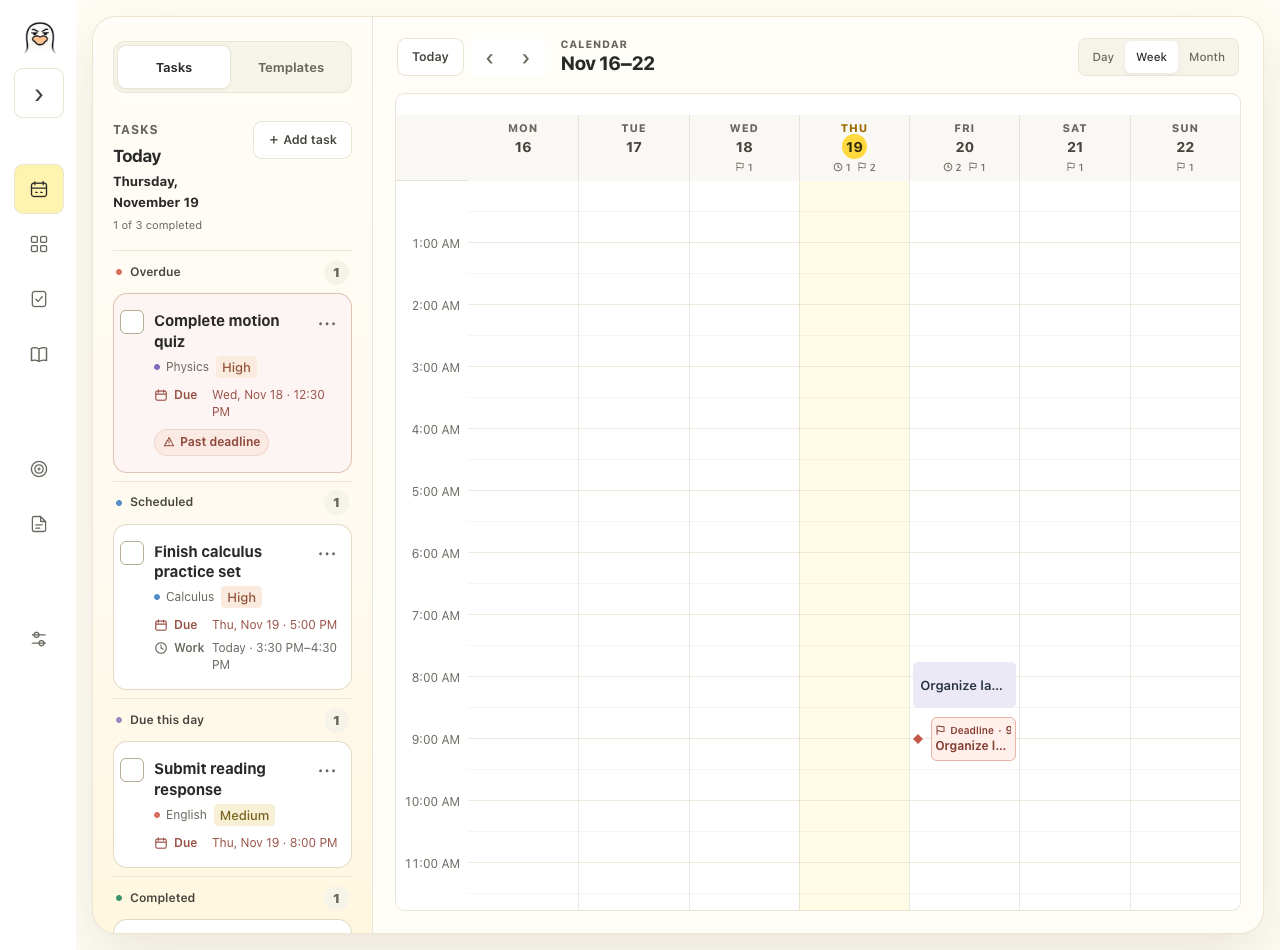 Tasks
Templates
TASKS
Today
Thursday,
November 19
1 of 3 completed
+ Add task
Overdue
1
Complete motion
quiz
Physics High
Due Wed, Nov 18 · 12:30
PM
Past deadline
Scheduled
1
Finish calculus
practice set
Calculus High
Due Thu, Nov 19 · 5:00 PM
Work Today · 3:30 PM–4:30
PM
Due this day
1
Submit reading
response
English Medium
Due Thu, Nov 19 · 8:00 PM
Completed
1
Today
CALENDAR
Nov 16–22
Day Week Month
MON
16
TUE
17
WED
18
1
THU
19
1 2
FRI
20
2 1
SAT
21
1
SUN
22
1
1:00 AM
2:00 AM
3:00 AM
4:00 AM
5:00 AM
6:00 AM
7:00 AM
8:00 AM
9:00 AM
10:00 AM
11:00 AM
Organize la...
Deadline · 9
Organize l...